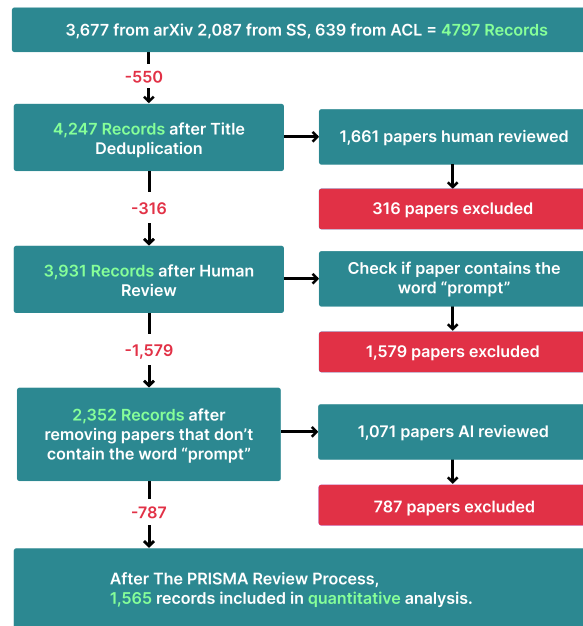 3,677 from arXiv 2,087 from SS, 639 from ACL = 4797 Records
-550
4,247 Records after Title
Deduplication
1,661 papers human reviewed
316 papers excluded
-316
3,931 Records after Human
Review
Check if paper contains the
word “prompt”
1,579 papers excluded
-1,579
2,352 Records after
removing papers that don’t
contain the word “prompt”
1,071 papers AI reviewed
787 papers excluded
-787
After The PRISMA Review Process,
1,565 records included in quantitative analysis.